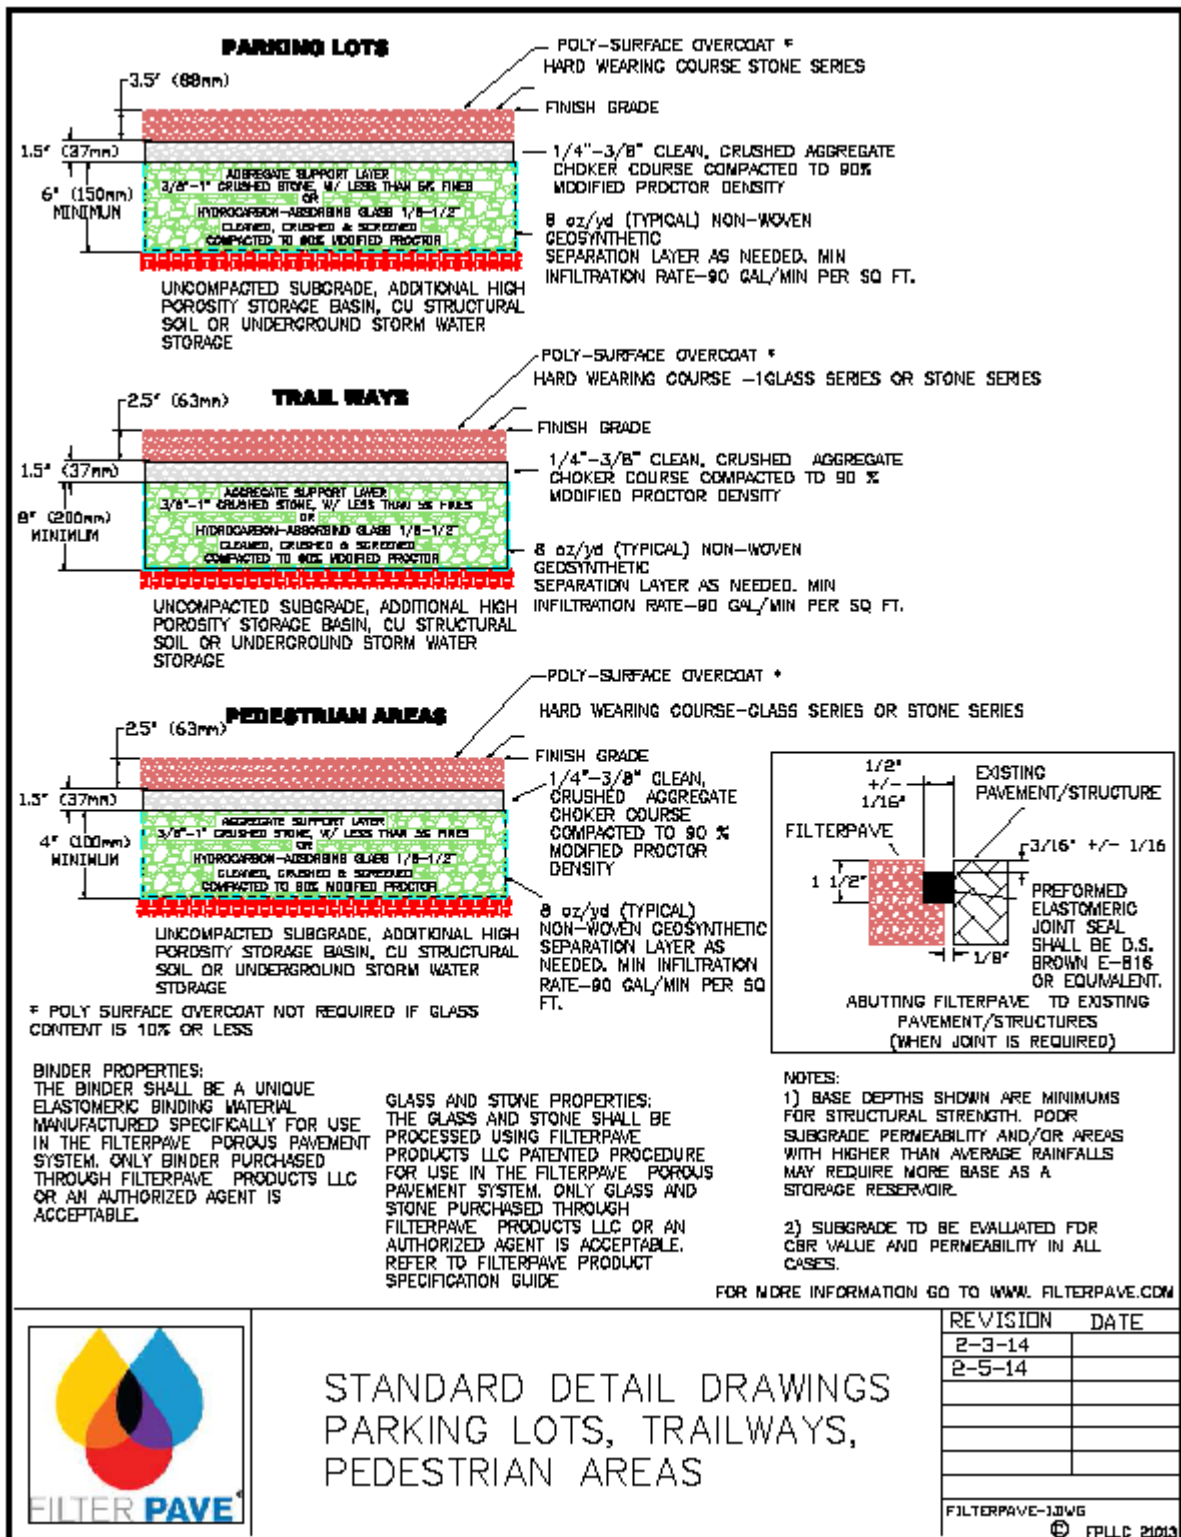 PARKING LOTS
3.5" (88mm)
1.5" (37mm)
6" (150mm)
MINIMUN
POLY-SURFACE OVERCOAT *
HARD WEARING COURSE STONE SERIES
FINISH GRADE
1/4"-3/8" CLEAN, CRUSHED AGGREGATE
CHOKER COURSE COMPACTED TO 90%
MODIFIED PROCTOR DENSITY
8 oz/yd (TYPICAL) NON-WOVEN
GEOSYNTHETIC
SEPARATION LAYER AS NEEDED. MIN
INFILTRATION RATE-90 GAL/MIN PER SQ FT.
AGGREGATE SUPPORT LAYER
3/8"-1" CRUSHED STONE, W/ LESS THAN 5% FINES
OR
HYDROCARBON-ABSORBING GLASS 1/8-1/2"
CLEANED, CRUSHED & SCREENED
COMPACTED TO 90% MODIFIED PROCTOR
UNCOMPACTED SUBGRADE, ADDITIONAL HIGH
POROSITY STORAGE BASIN, CU STRUCTURAL
SOIL OR UNDERGROUND STORM WATER
STORAGE
TRAIL WAYS
2.5" (63mm)
1.5" (37mm)
8" (200mm)
MINIMUM
POLY-SURFACE OVERCOAT *
HARD WEARING COURSE -1GLASS SERIES OR STONE SERIES
FINISH GRADE
1/4"-3/8" CLEAN, CRUSHED AGGREGATE
CHOKER COURSE COMPACTED TO 90 %
MODIFIED PROCTOR DENSITY
8 oz/yd (TYPICAL) NON-WOVEN
GEOSYNTHETIC
SEPARATION LAYER AS NEEDED. MIN
INFILTRATION RATE-90 GAL/MIN PER SQ FT.
AGGREGATE SUPPORT LAYER
3/8"-1" CRUSHED STONE, W/ LESS THAN 5% FINES
OR
HYDROCARBON-ABSORBIND GLASS 1/8-1/2"
CLEANED, CRUSHED & SCREENED
COMPACTED TO 90% MODIFIED PROCTOR
UNCOMPACTED SUBGRADE, ADDITIONAL HIGH
POROSITY STORAGE BASIN, CU STRUCTURAL
SOIL OR UNDERGROUND STORM WATER
STORAGE
PEDESTRIAN AREAS
2.5" (63mm)
1.5" (37mm)
4" (100mm)
MINIMUM
POLY-SURFACE OVERCOAT *
HARD WEARING COURSE-GLASS SERIES OR STONE SERIES
FINISH GRADE
1/4"-3/8" CLEAN,
CRUSHED AGGREGATE
CHOKER COURSE
COMPACTED TO 90 %
MODIFIED PROCTOR
DENSITY
8 oz/yd (TYPICAL)
NON-WOVEN GEOSYNTHETIC
SEPARATION LAYER AS
NEEDED. MIN INFILTRATION
RATE-90 GAL/MIN PER SQ
FT.
AGGREGATE SUPPORT LAYER
3/8"-1" CRUSHED STONE, W/ LESS THAN 5% FINES
OR
HYDROCARBON-ABSORBING GLASS 1/8-1/2"
CLEANED, CRUSHED & SCREENED
COMPACTED TO 90% MODIFIED PROCTOR
UNCOMPACTED SUBGRADE, ADDITIONAL HIGH
POROSITY STORAGE BASIN, CU STRUCTURAL
SOIL OR UNDERGROUND STORM WATER
STORAGE
* POLY SURFACE OVERCOAT NOT REQUIRED IF GLASS
CONTENT IS 10% OR LESS
1/2"
+/-
1/16"
EXISTING
PAVEMENT/STRUCTURE
FILTERPAVE
3/16" +/- 1/16
1 1/2"
PREFORMED
ELASTOMERIC
JOINT SEAL
SHALL BE D.S.
BROWN E-816
OR EQUIVALENT.
1/8"
ABUTTING FILTERPAVE TO EXISTING
PAVEMENT/STRUCTURES
(WHEN JOINT IS REQUIRED)
BINDER PROPERTIES:
THE BINDER SHALL BE A UNIQUE
ELASTOMERIC BINDING MATERIAL
MANUFACTURED SPECIFICALLY FOR USE
IN THE FILTERPAVE POROUS PAVEMENT
SYSTEM. ONLY BINDER PURCHASED
THROUGH FILTERPAVE PRODUCTS LLC
OR AN AUTHORIZED AGENT IS
ACCEPTABLE.
GLASS AND STONE PROPERTIES:
THE GLASS AND STONE SHALL BE
PROCESSED USING FILTERPAVE
PRODUCTS LLC PATENTED PROCEDURE
FOR USE IN THE FILTERPAVE POROUS
PAVEMENT SYSTEM. ONLY GLASS AND
STONE PURCHASED THROUGH
FILTERPAVE PRODUCTS LLC OR AN
AUTHORIZED AGENT IS ACCEPTABLE.
REFER TO FILTERPAVE PRODUCT
SPECIFICATION GUIDE
NOTES:
1) BASE DEPTHS SHOWN ARE MINIMUMS
FOR STRUCTURAL STRENGTH. POOR
SUBGRADE PERMEABILITY AND/OR AREAS
WITH HIGHER THAN AVERAGE RAINFALLS
MAY REQUIRE MORE BASE AS A
STORAGE RESERVOIR.
2) SUBGRADE TO BE EVALUATED FOR
CBR VALUE AND PERMEABILITY IN ALL
CASES.
FOR MORE INFORMATION GO TO WWW. FILTERPAVE.COM
FILTER PAVE
STANDARD DETAIL DRAWINGS
PARKING LOTS, TRAILWAYS,
PEDESTRIAN AREAS
REVISION DATE
2-3-14
2-5-14
FILTERPAVE-1.DWG
© FPLLC 21013